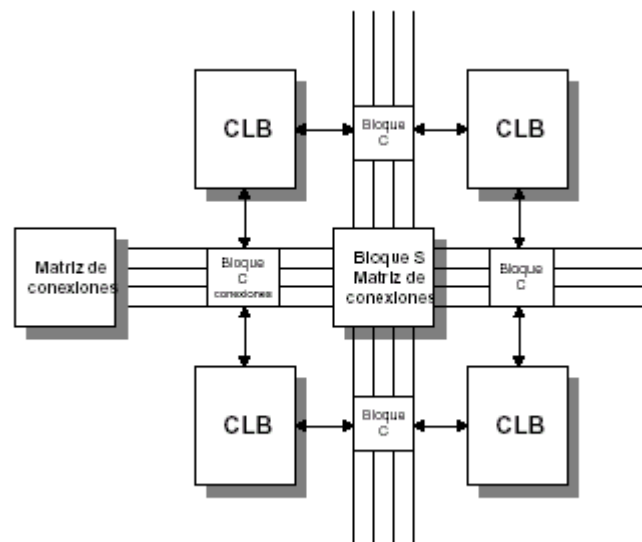 CLB
Bloque
C
CLB
Matriz de
conexiones
Bloque
C
conexiones
Bloque S
Matriz de
conexiones
Bloque
C
CLB
Bloque
C
CLB